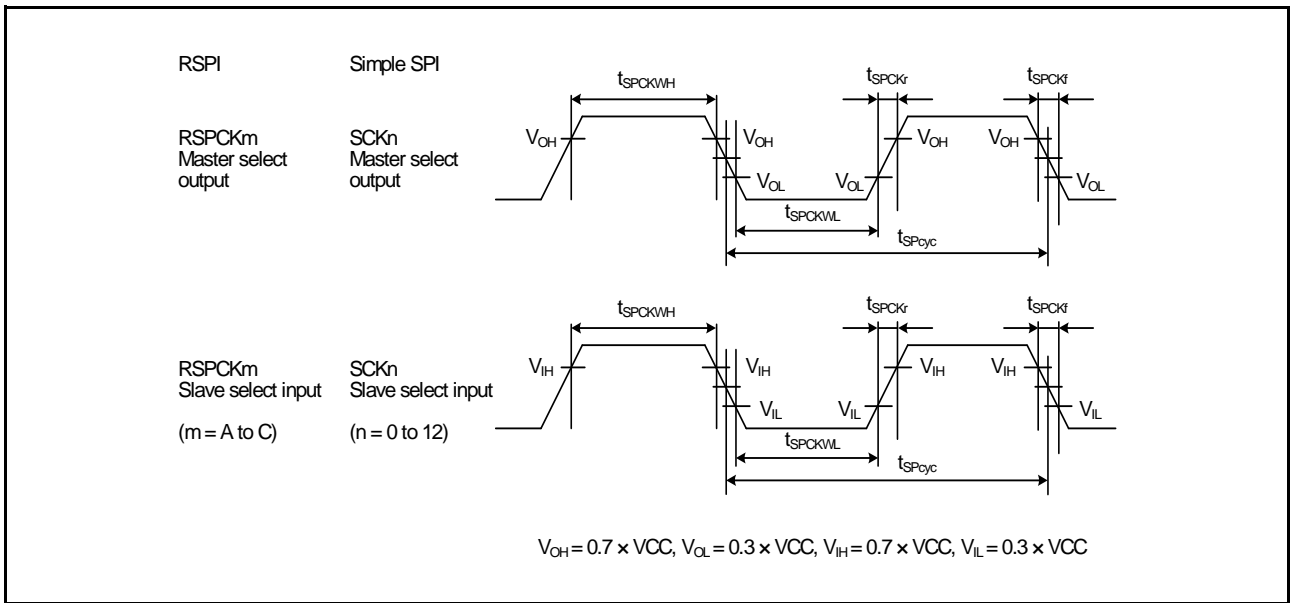 RSPI Simple SPI
tSPCKWH tSPCKr tSPCKf
RSPCKm
Master select
output
SCKn
Master select
output
VOH VOH VOH VOH
VOL VOL VOL
tSPCKWL
tSPcyc
tSPCKWH tSPCKr tSPCKf
RSPCKm
Slave select input
(m = A to C)
SCKn
Slave select input
(n = 0 to 12)
VIH VIH VIH VIH
VIL VIL VIL
tSPCKWL
tSPcyc
VOH = 0.7 × VCC, VOL = 0.3 × VCC, VIH = 0.7 × VCC, VIL = 0.3 × VCC